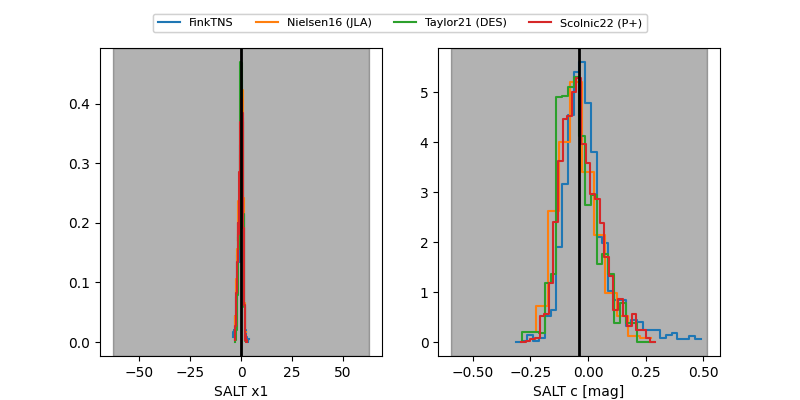 FinkTNS Nielsen16 (JLA) Taylor21 (DES) Scolnic22 (P+)
0.4
0.3
0.2
0.1
0.0
−50 −25 0 25 50
SALT x1
5
4
3
2
1
0
−0.50 −0.25 0.00 0.25 0.50
SALT c [mag]